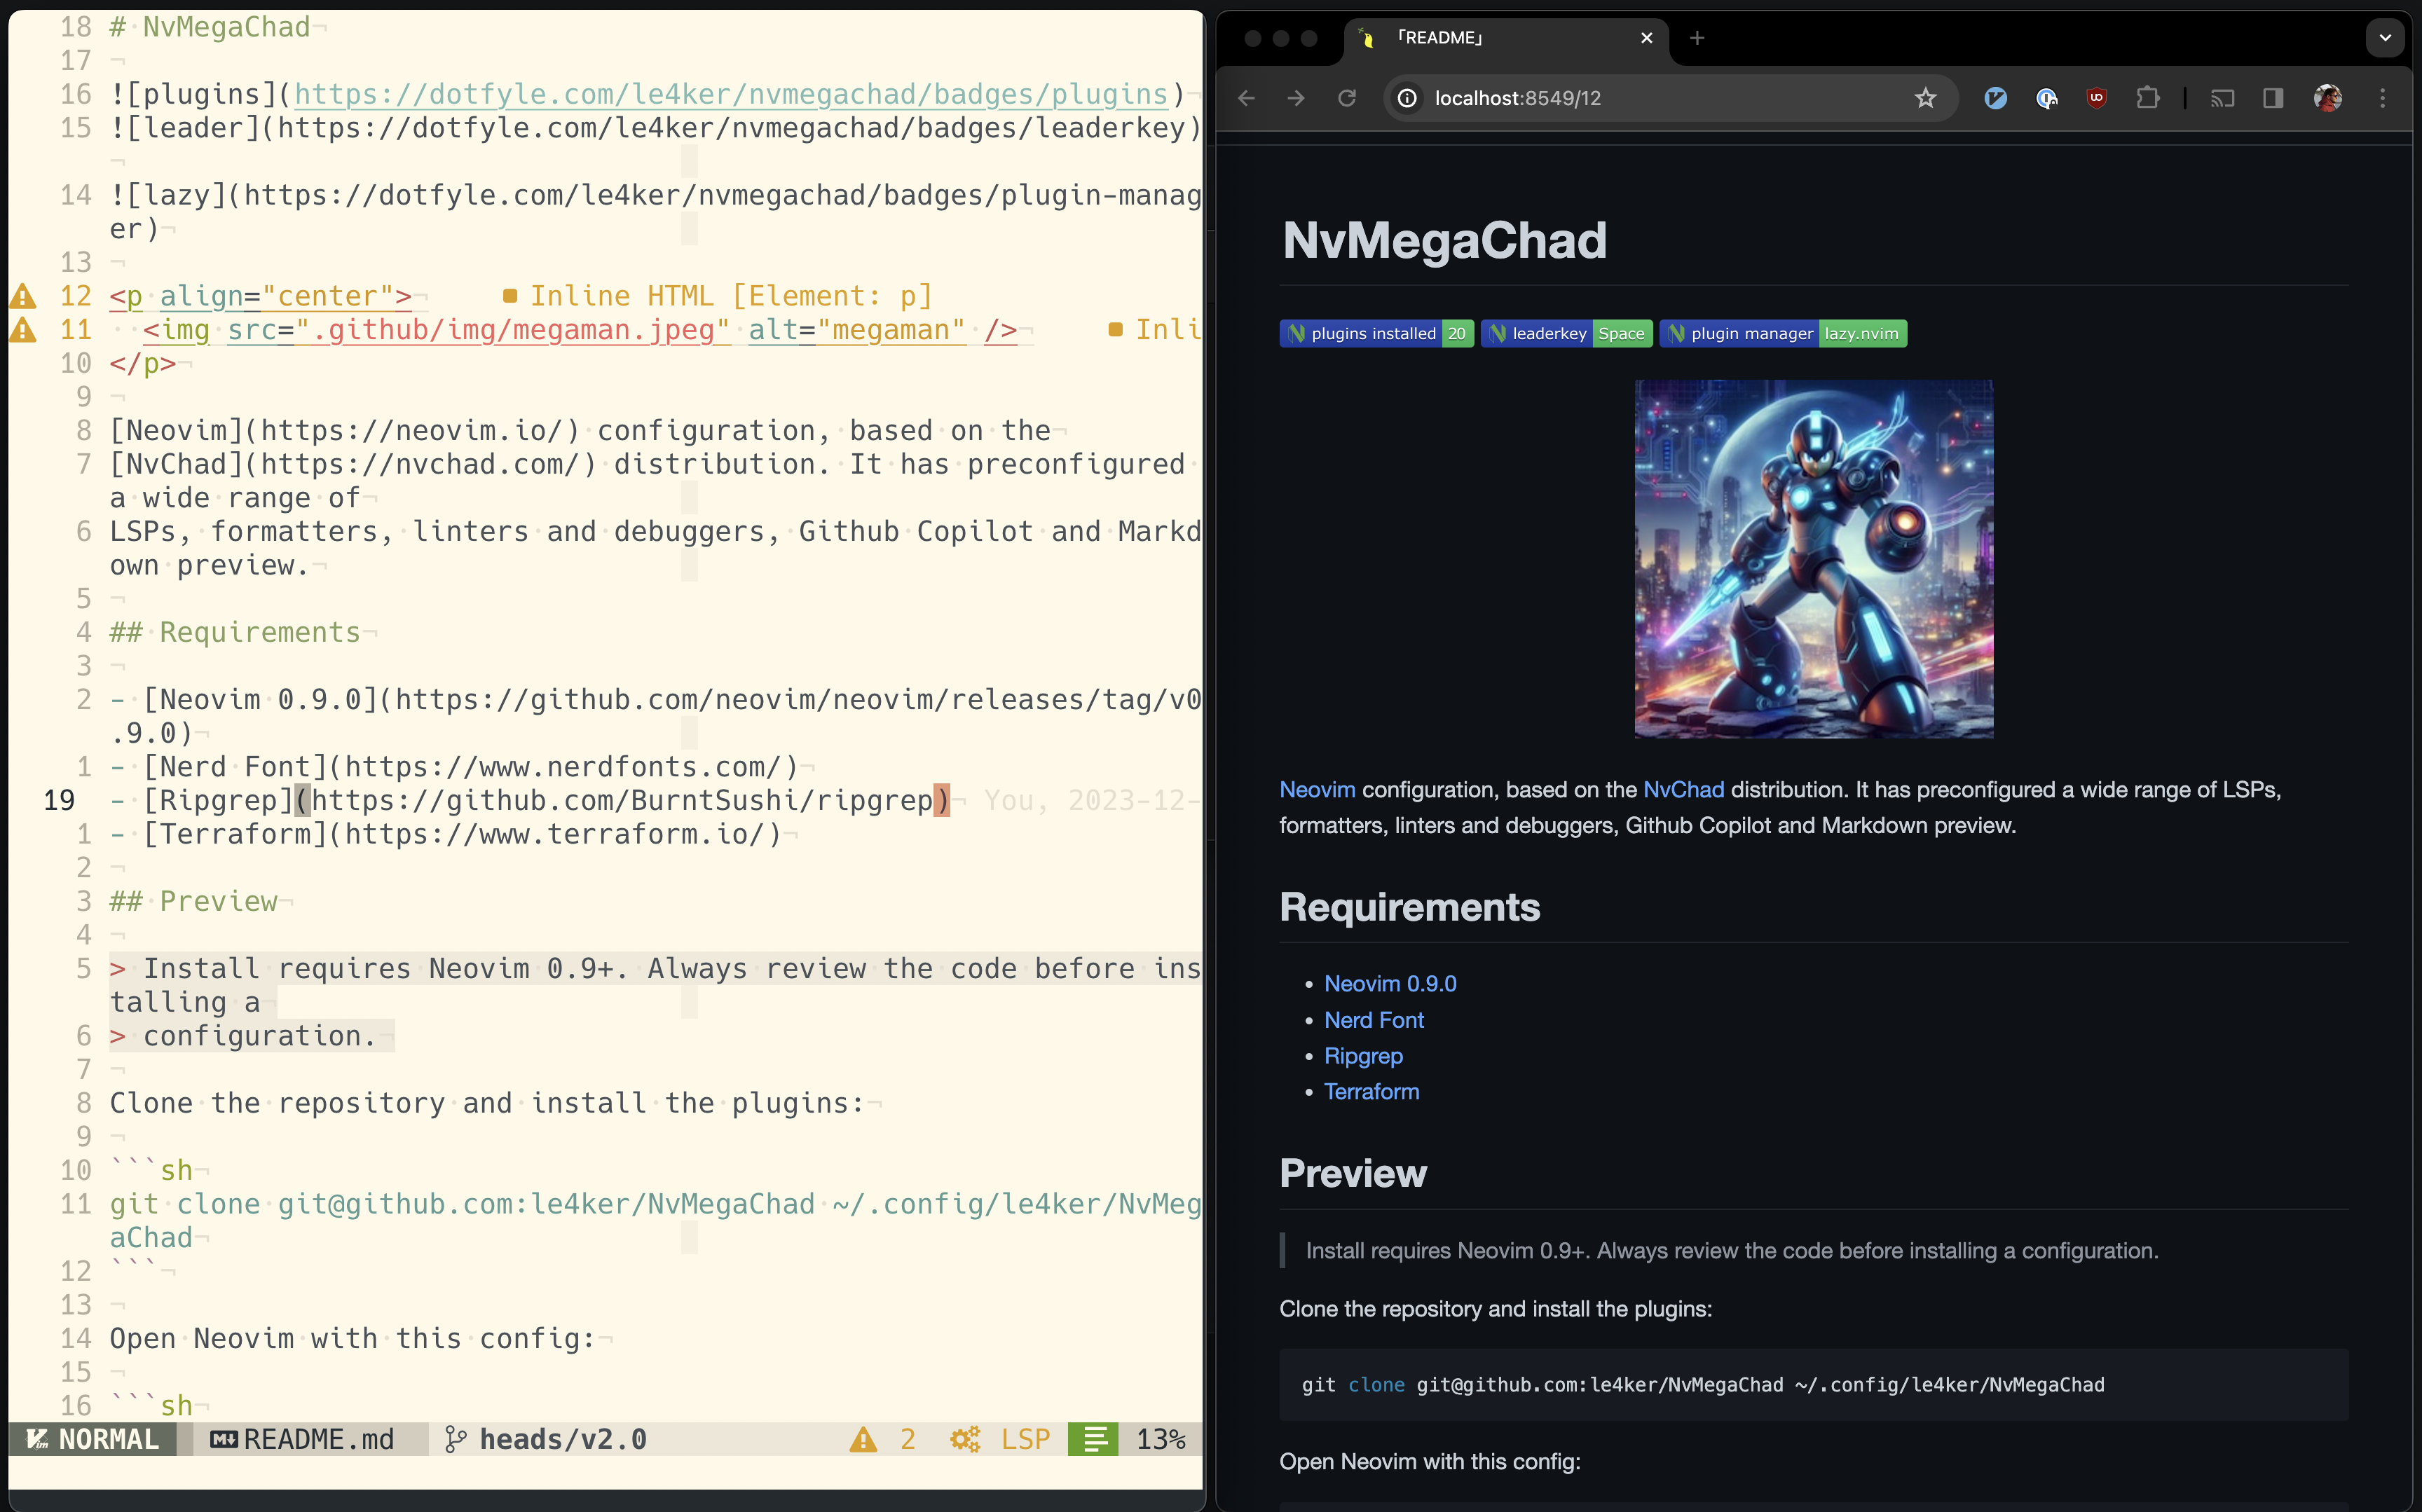 18 # NvMegaChad¬
17 ¬
16 ![plugins](https://dotfyle.com/le4ker/nvmegachad/badges/plugins)¬
15 ![leader](https://dotfyle.com/le4ker/nvmegachad/badges/leaderkey)
¬
14 ![lazy](https://dotfyle.com/le4ker/nvmegachad/badges/plugin-manag
er)¬
13 ¬
12 <p align="center">¬ Inline HTML [Element: p]
11 <img src=".github/img/megaman.jpeg" alt="megaman" />¬ Inli
10 </p>¬
9 ¬
8 [Neovim](https://neovim.io/) configuration, based on the¬
7 [NvChad](https://nvchad.com/) distribution. It has preconfigured
a wide range of¬
6 LSPs, formatters, linters and debuggers, Github Copilot and Markd
own preview.¬
5 ¬
4 ## Requirements¬
3 ¬
2 - [Neovim 0.9.0](https://github.com/neovim/neovim/releases/tag/v0
.9.0)¬
1 - [Nerd Font](https://www.nerdfonts.com/)¬
19 - [Ripgrep](https://github.com/BurntSushi/ripgrep)¬ You, 2023-12-
1 - [Terraform](https://www.terraform.io/)¬
2 ¬
3 ## Preview¬
4 ¬
5 > Install requires Neovim 0.9+. Always review the code before ins
talling a¬
6 > configuration.¬
7 ¬
8 Clone the repository and install the plugins:¬
9 ¬
10 ```sh¬
11 git clone git@github.com:le4ker/NvMegaChad ~/.config/le4ker/NvMeg
aChad¬
12 ```¬
13 ¬
14 Open Neovim with this config:¬
15 ¬
16 ```sh¬
NORMAL README.md heads/v2.0 2 LSP 13%
「README」
localhost:8549/12
NvMegaChad
plugins installed 20 leaderkey Space plugin manager lazy.nvim
Neovim configuration, based on the NvChad distribution. It has preconfigured a wide range of LSPs,
formatters, linters and debuggers, Github Copilot and Markdown preview.
Requirements
• Neovim 0.9.0
• Nerd Font
• Ripgrep
• Terraform
Preview
Install requires Neovim 0.9+. Always review the code before installing a configuration.
Clone the repository and install the plugins:
git clone git@github.com:le4ker/NvMegaChad ~/.config/le4ker/NvMegaChad
Open Neovim with this config: